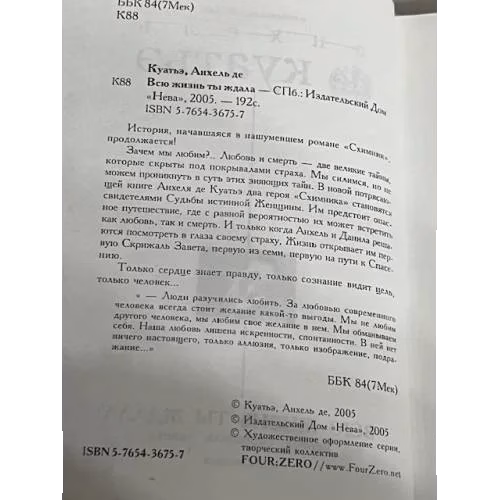 ББК 84(7Мек)
К88
Куатьэ, Анхель де
К88 Всю жизнь ты ждала — СПб.: Издательский Дом
«Нева», 2005. — 192с.
ISBN 5-7654-3675-7
История, начавшаяся в нашумевшем романе «Схимник»,
продолжается!
Зачем мы любим?.. Любовь и смерть — две великие тайны,
которые скрыты под покрывалами страха. Мы силимся, но не
можем проникнуть в суть этих зияющих тайн. В новой потрясаю-
щей книге Анхеля де Куатьэ два героя «Схимника» становятся
свидетелями Судьбы истинной Женщины. Им предстоит опас-
ное путешествие, где с равной вероятностью их может встретить,
как любовь, так и смерть. И только когда Анхель и Данила реша-
ются посмотреть в глаза своему страху, Жизнь открывает им пер-
вую Скрижаль Завета, первую из семи, первую на пути к Спасе-
нию.
Только сердце знает правду, только сознание видит цель,
только человек...
« — Люди разучились любить. За любовью современного
человека всегда стоит желание какой-то выгоды. Мы не любим
другого человека, мы любим свое желание в нем. Мы обманываем
себя. Наша любовь лишена искренности, спонтанности. В ней нет
ничего настоящего, только аллюзия, только изображение, подра-
жание...»
ББК 84(7Мек)
© Куатьэ, Анхель де, 2005
© Издательский Дом «Нева», 2005
© Художественное оформление серии,
творческий коллектив
ISBN 5-7654-3675-7 FOUR:ZERO//www.FourZero.net